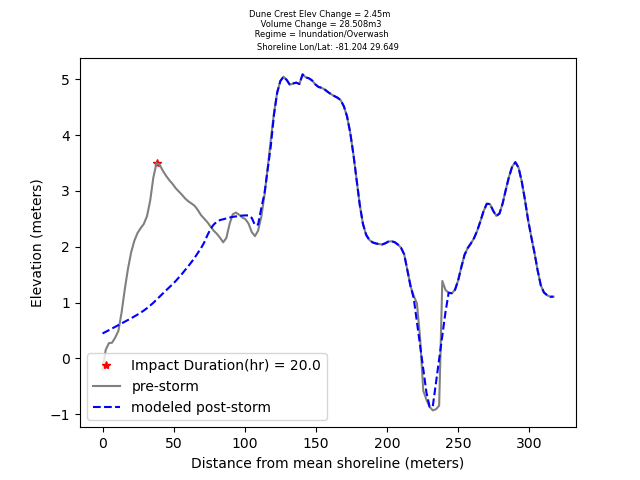 Dune Crest Elev Change = 2.45m
Volume Change = 28.508m3
Regime = Inundation/Overwash
Shoreline Lon/Lat: -81.204 29.649
5
4
3
2
1
0
−1
Elevation (meters)
Impact Duration(hr) = 20.0
pre-storm
modeled post-storm
0 50 100 150 200 250 300
Distance from mean shoreline (meters)